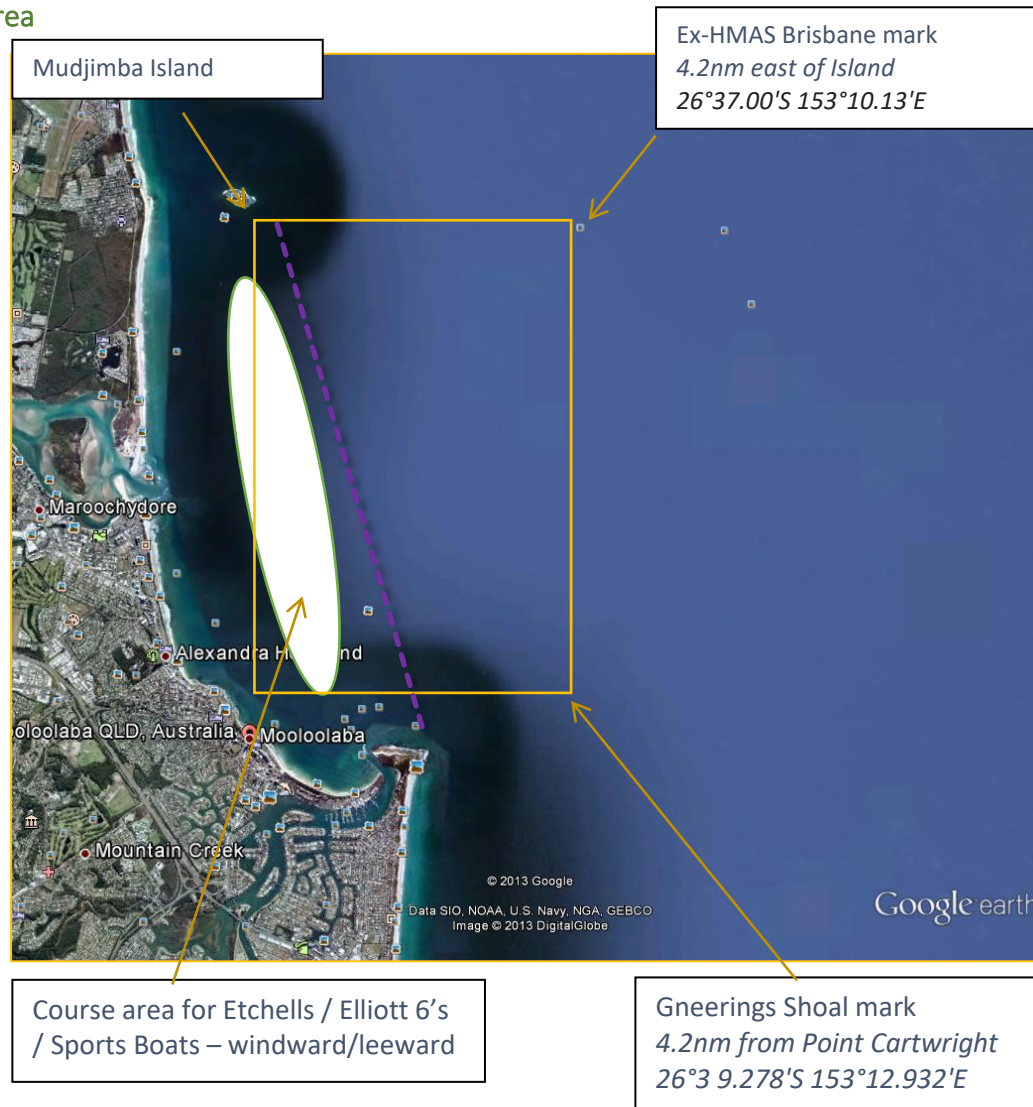 rea
Mudjimba Island
Ex-HMAS Brisbane mark
4.2nm east of Island
26°37.00'S 153°10.13'E
Maroochydore
Alexandra H nd
ooloolaba QLD, Australia
Mooloolaba
Mountain Creek
© 2013 Google
Data SIO, NOAA, U.S. Navy, NGA, GEBCO
Image © 2013 DigitalGlobe
Google earth
Course area for Etchells / Elliott 6’s
/ Sports Boats – windward/leeward
Gneerings Shoal mark
4.2nm from Point Cartwright
26°3 9.278'S 153°12.932'E